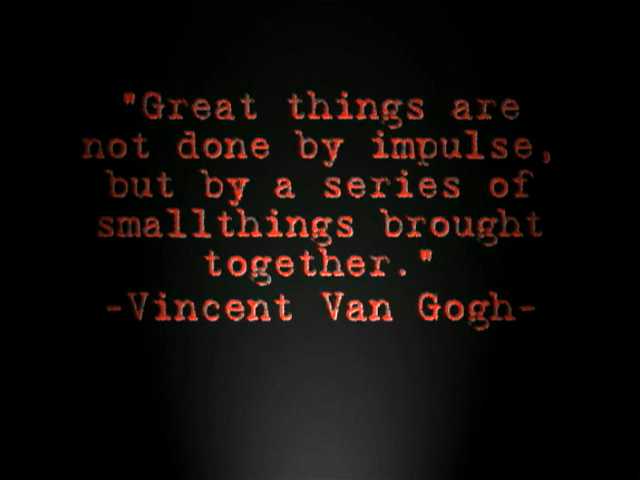 "Great things are
not done by impulse,
but by a series of
smallthings brought
together."
-Vincent Van Gogh-